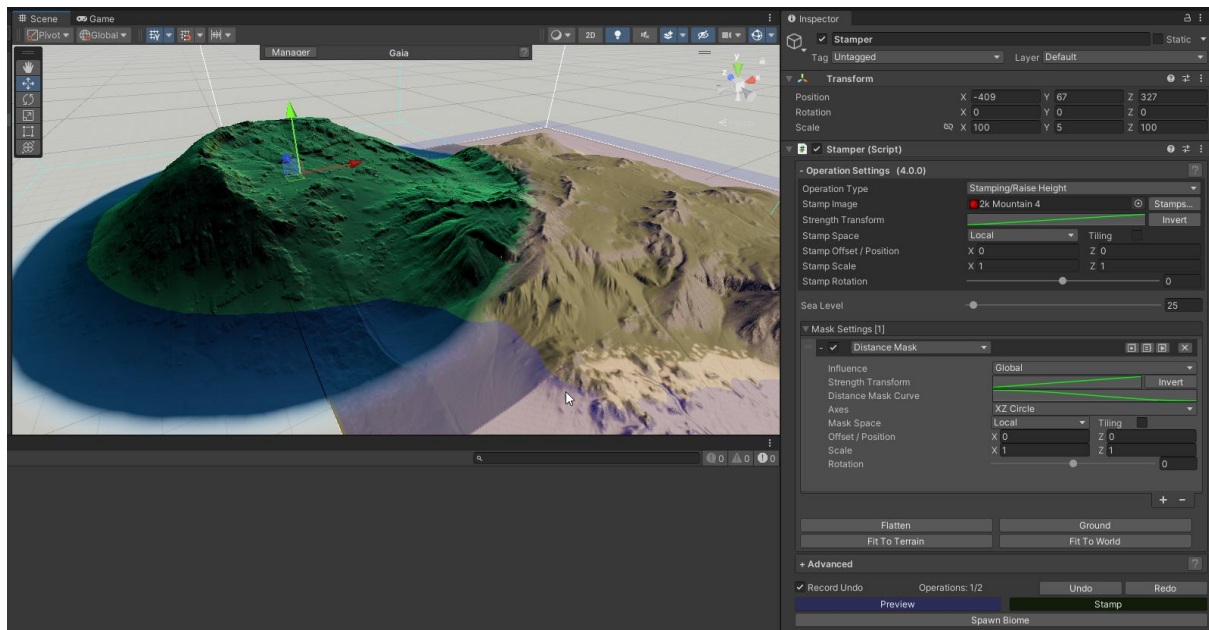 Scene Game
Pivot Global 2D
Manager Gaia ?
y
z x
Persp
0 0 0
Inspector
Stamper Static
Tag Untagged Layer Default
Transform
Position X -409 Y 67 Z 327
Rotation X 0 Y 0 Z 0
Scale X 100 Y 5 Z 100
# Stamper (Script)
- Operation Settings (4.0.0) ?
Operation Type Stamping/Raise Height
Stamp Image 2k Mountain 4 Stamps...
Strength Transform Invert
Stamp Space Local Tiling
Stamp Offset / Position X 0 Z 0
Stamp Scale X 1 Z 1
Stamp Rotation 0
Sea Level 25
Mask Settings [1]
- Distance Mask
Influence Global
Strength Transform Invert
Distance Mask Curve
Axes XZ Circle
Mask Space Local Tiling
Offset / Position X 0 Z 0
Scale X 1 Z 1
Rotation 0
+ -
Flatten Ground
Fit To Terrain Fit To World
+ Advanced ?
Record Undo Operations: 1/2 Undo Redo
Preview Stamp
Spawn Biome